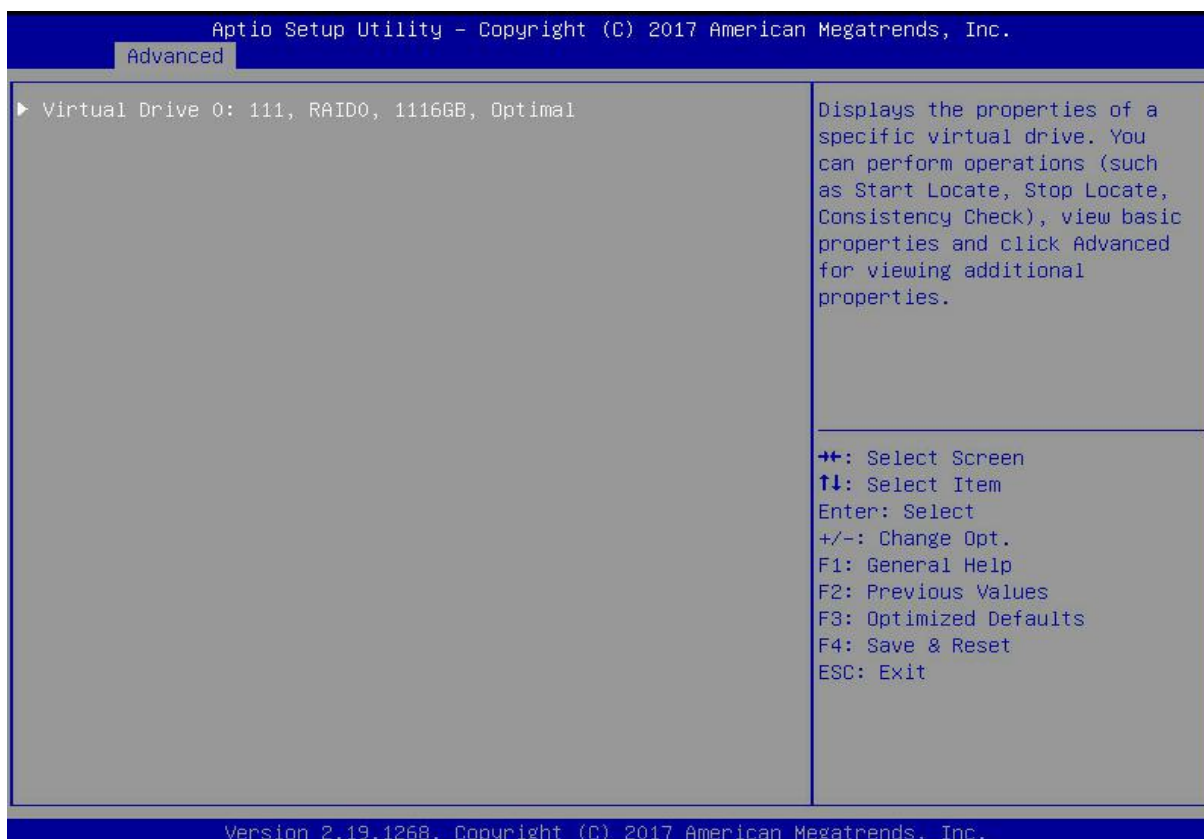 Aptio Setup Utility – Copyright (C) 2017 American Megatrends, Inc.
Advanced
▶ Virtual Drive 0: 111, RAID0, 1116GB, Optimal
Displays the properties of a
specific virtual drive. You
can perform operations (such
as Start Locate, Stop Locate,
Consistency Check), view basic
properties and click Advanced
for viewing additional
properties.
→←: Select Screen
↑↓: Select Item
Enter: Select
+/-: Change Opt.
F1: General Help
F2: Previous Values
F3: Optimized Defaults
F4: Save & Reset
ESC: Exit
Version 2.19.1268. Copyright (C) 2017 American Megatrends, Inc.